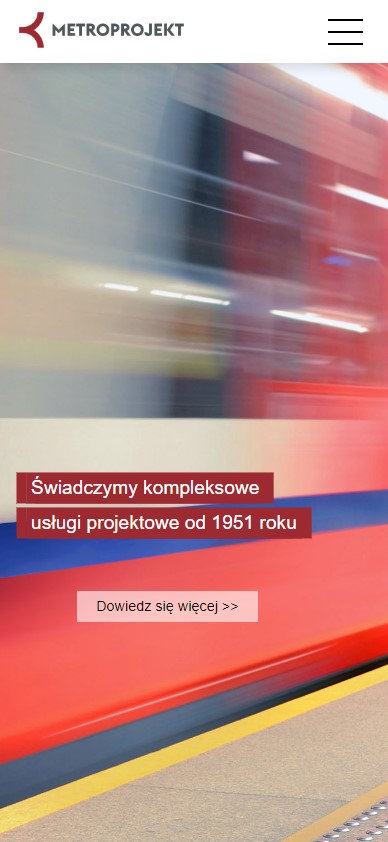 METROPROJEKT
Świadczymy kompleksowe
usługi projektowe od 1951 roku
Dowiedz się więcej >>